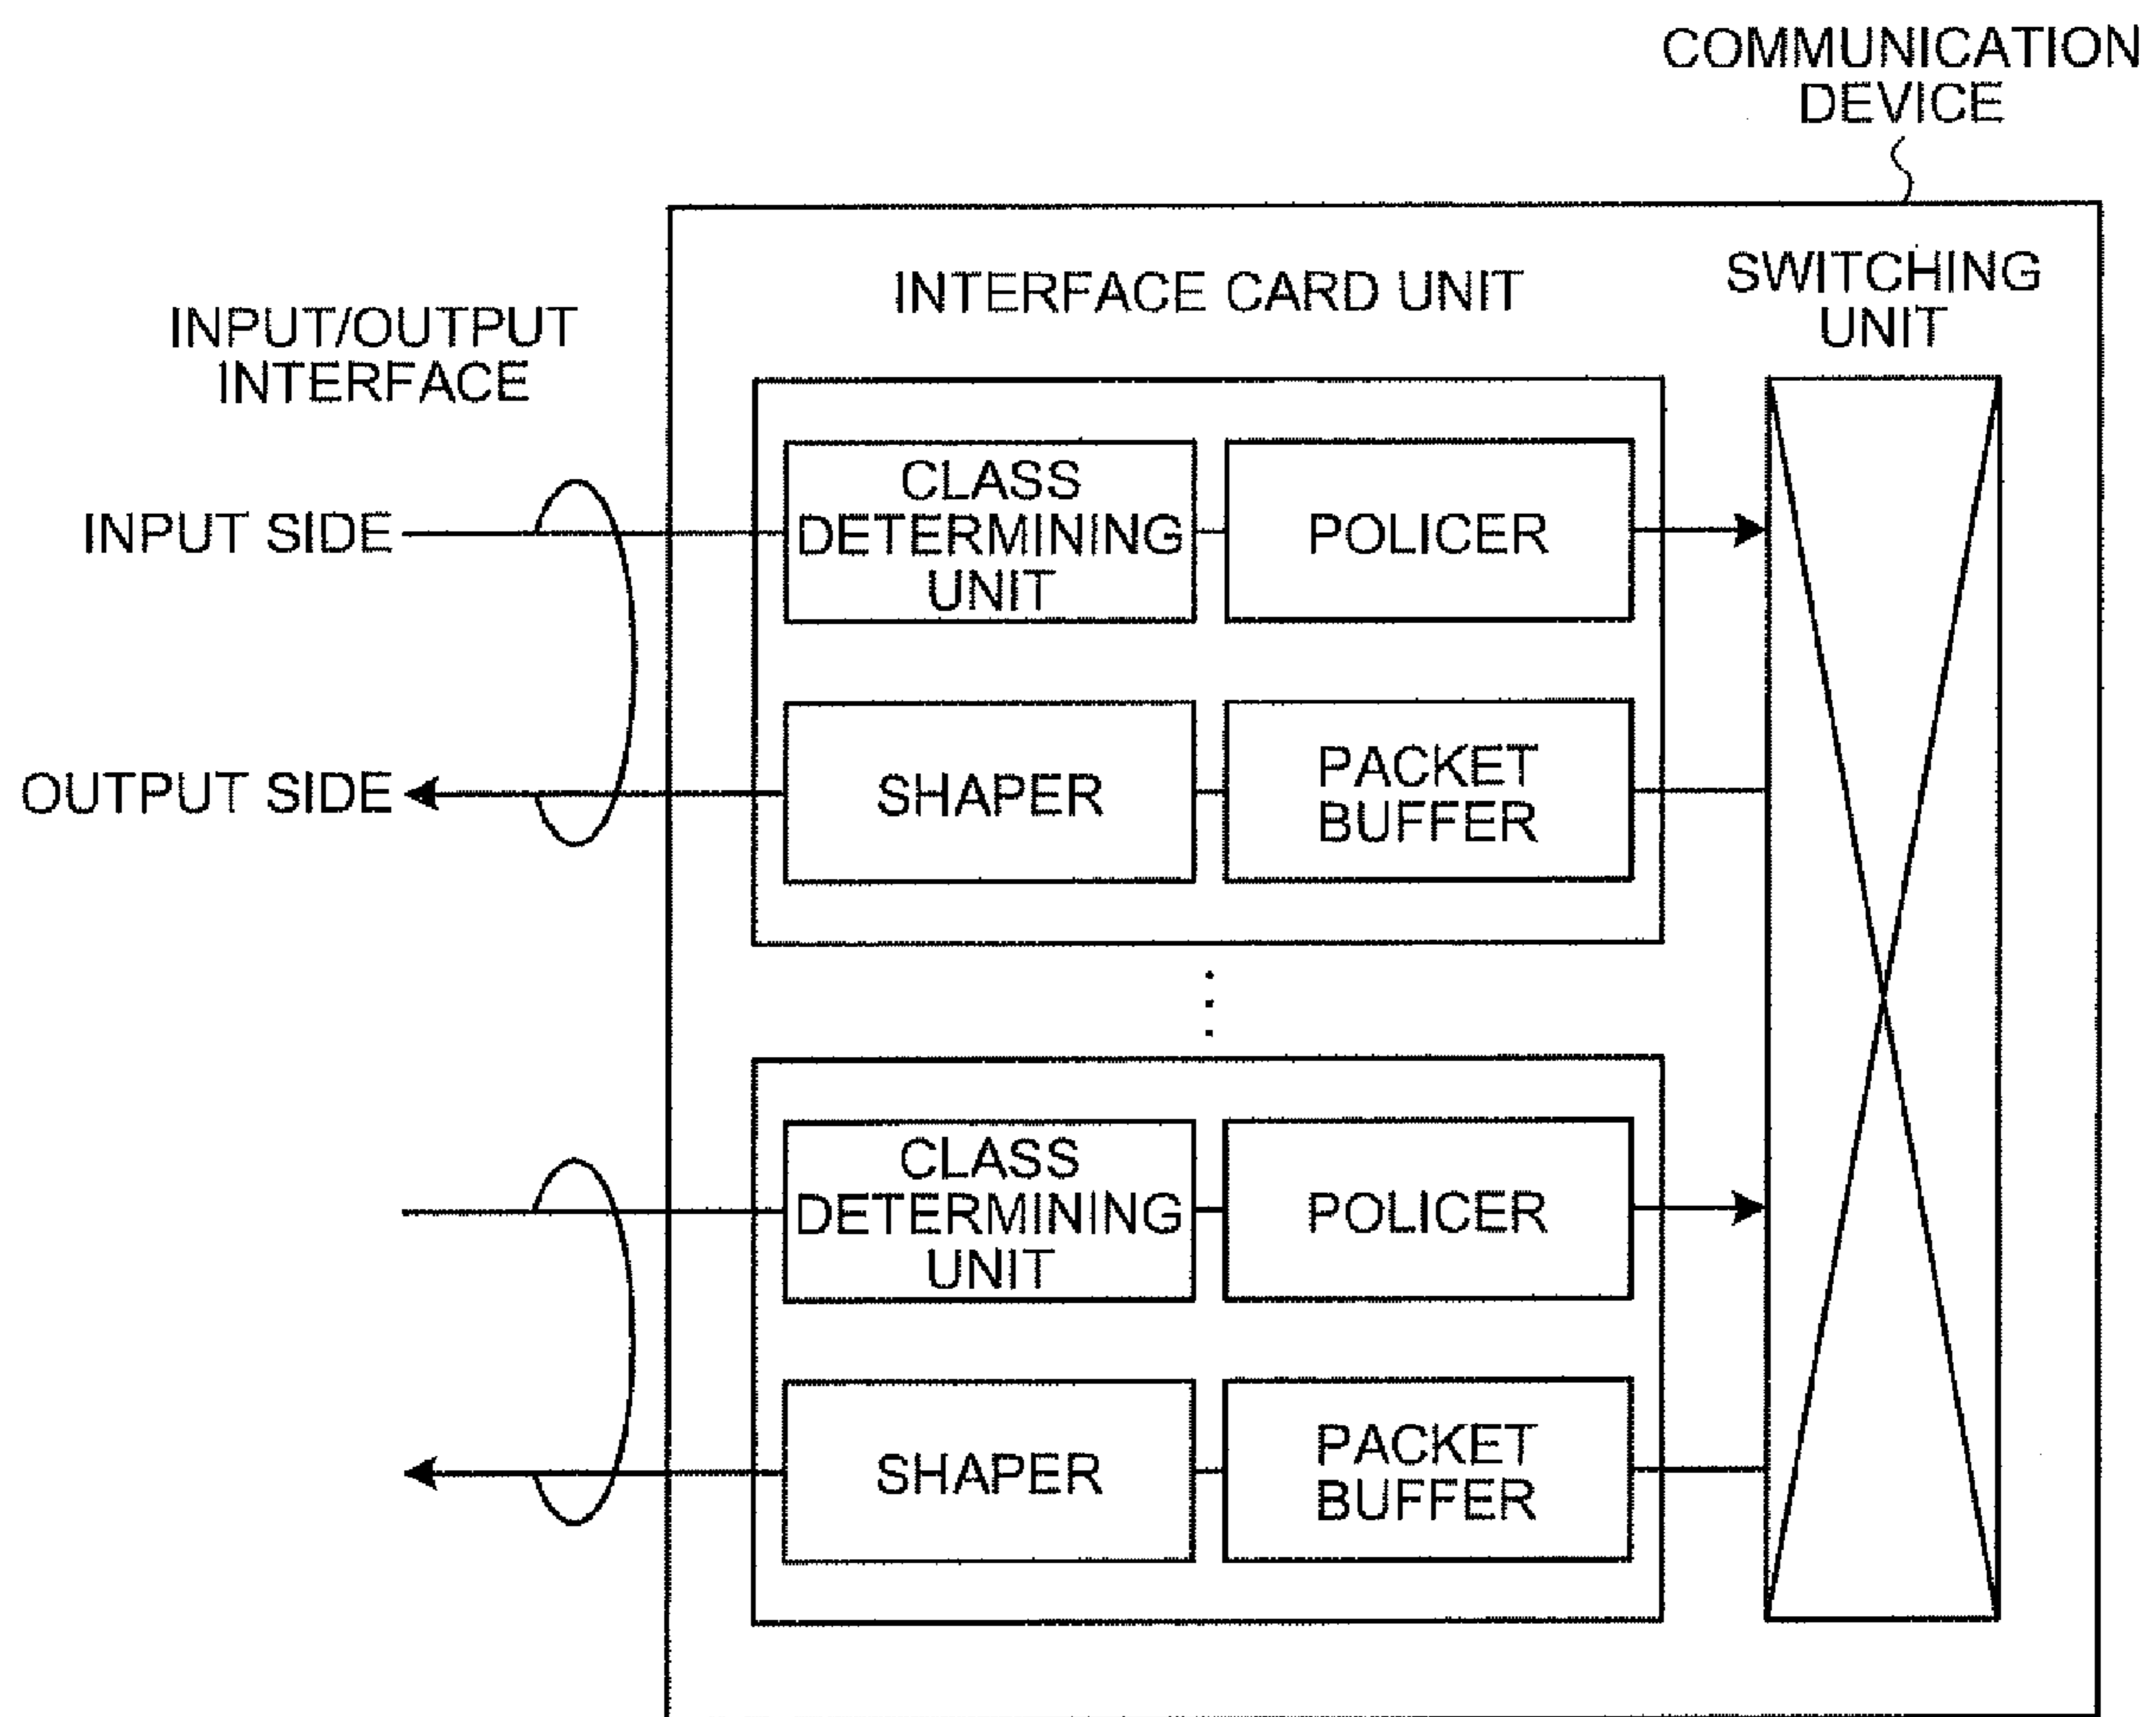 COMMUNICATION
DEVICE
INTERFACE CARD UNIT
SWITCHING
UNIT
INPUT/OUTPUT
INTERFACE
INPUT SIDE
CLASS
DETERMINING
UNIT
POLICER
OUTPUT SIDE
SHAPER
PACKET
BUFFER
CLASS
DETERMINING
UNIT
POLICER
SHAPER
PACKET
BUFFER